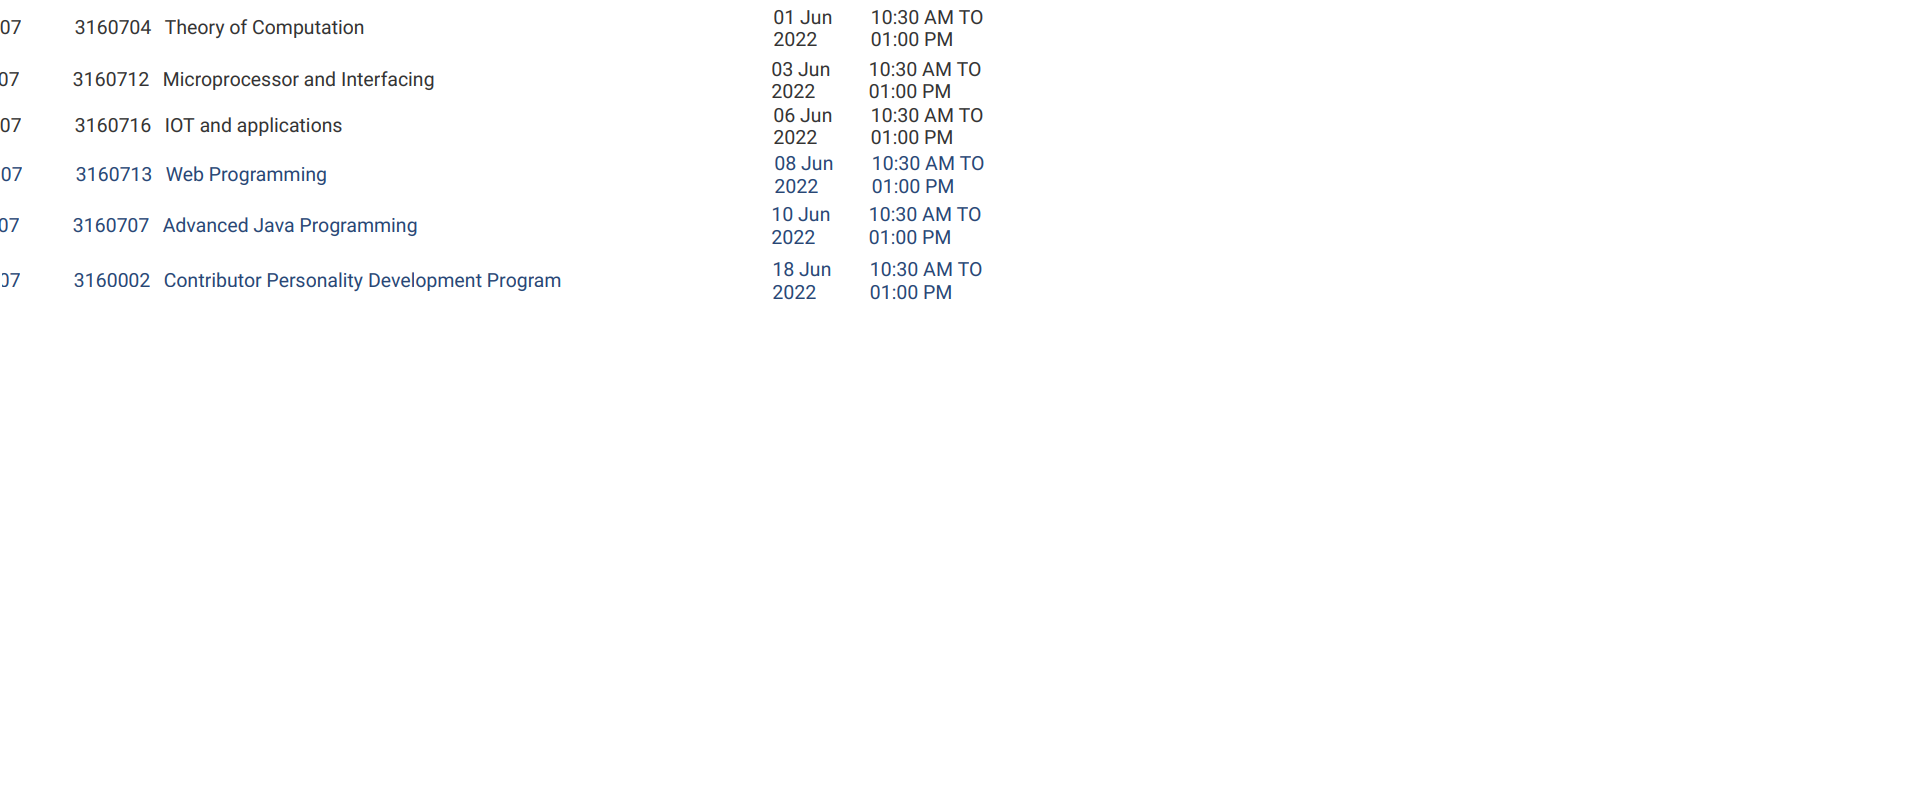 07 3160704 Theory of Computation 01 Jun 2022 10:30 AM TO 01:00 PM
07 3160712 Microprocessor and Interfacing 03 Jun 2022 10:30 AM TO 01:00 PM
07 3160716 IOT and applications 06 Jun 2022 10:30 AM TO 01:00 PM
07 3160713 Web Programming 08 Jun 2022 10:30 AM TO 01:00 PM
07 3160707 Advanced Java Programming 10 Jun 2022 10:30 AM TO 01:00 PM
07 3160002 Contributor Personality Development Program 18 Jun 2022 10:30 AM TO 01:00 PM